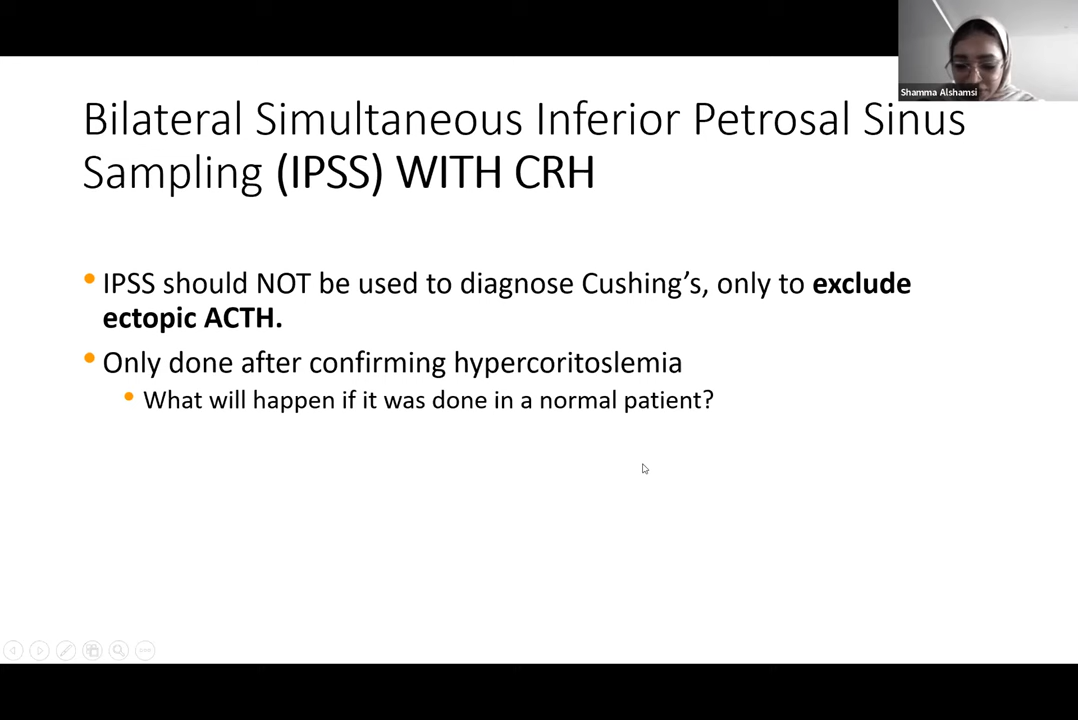 Shamma Alshamsi
Bilateral Simultaneous Inferior Petrosal Sinus
Sampling (IPSS) WITH CRH
• IPSS should NOT be used to diagnose Cushing’s, only to exclude
ectopic ACTH.
• Only done after confirming hypercoritoslemia
• What will happen if it was done in a normal patient?